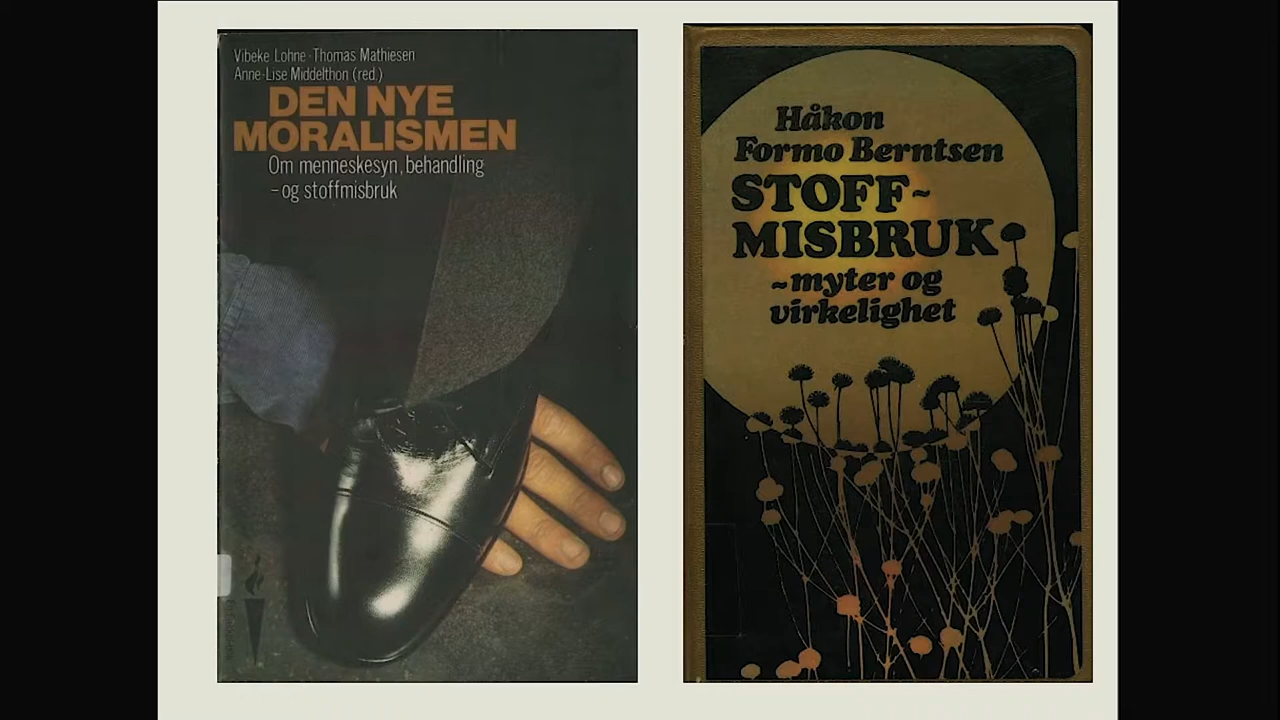 Vibeke Lohne · Thomas Mathiesen
Anne-Lise Middelthon (red.)
DEN NYE
MORALISMEN
Om menneskesyn, behandling
– og stoffmisbruk
Håkon
Formo Berntsen
STOFF~
MISBRUK
~myter og
virkelighet